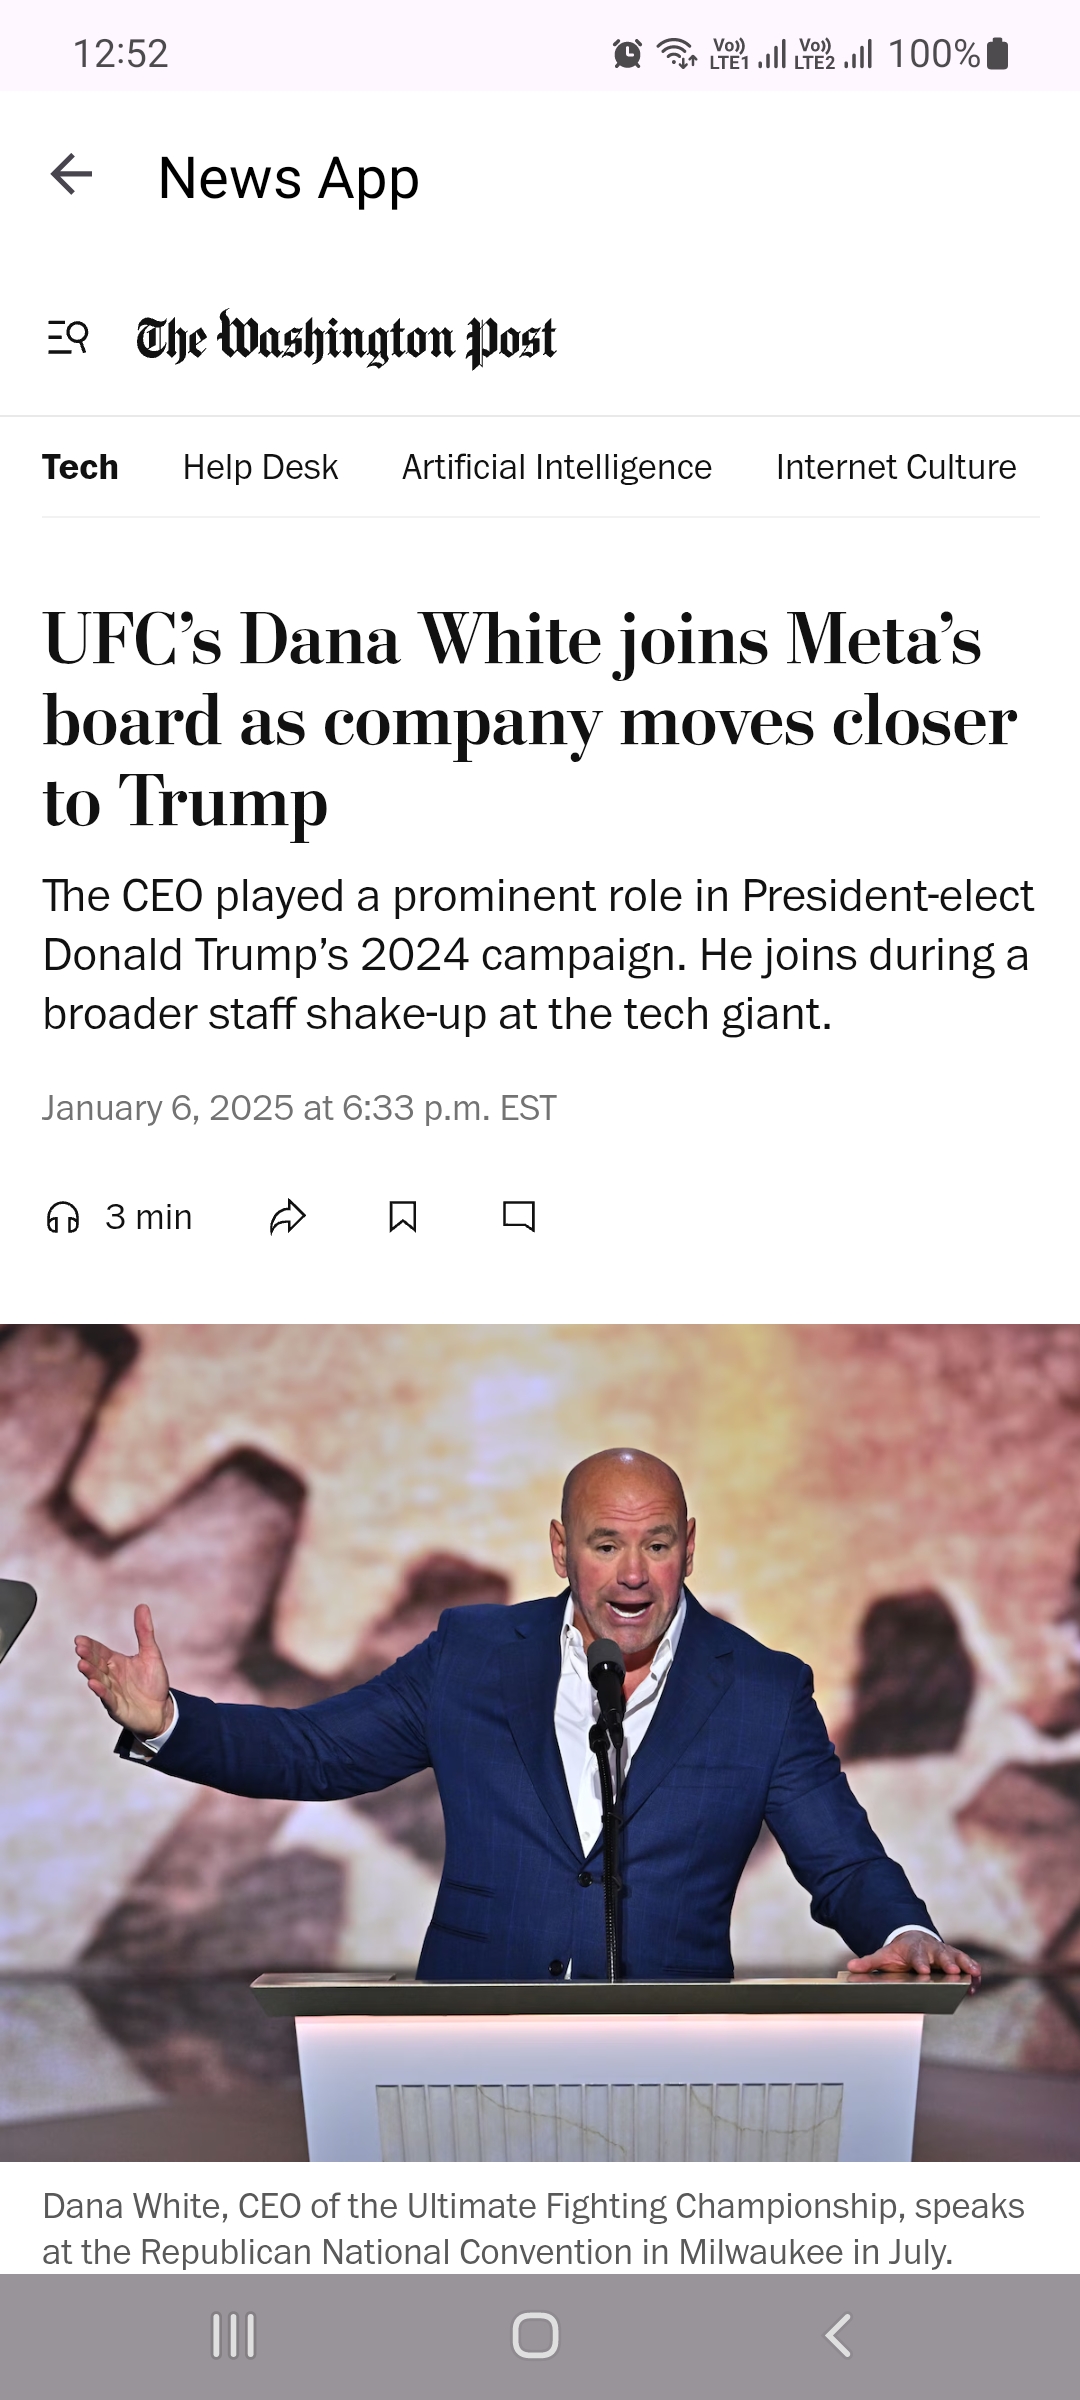 12:52
Vo)) LTE1 Vo)) LTE2 100%
News App
The Washington Post
Tech Help Desk Artificial Intelligence Internet Culture
UFC’s Dana White joins Meta’s
board as company moves closer
to Trump
The CEO played a prominent role in President-elect
Donald Trump’s 2024 campaign. He joins during a
broader staff shake-up at the tech giant.
January 6, 2025 at 6:33 p.m. EST
3 min
Dana White, CEO of the Ultimate Fighting Championship, speaks
at the Republican National Convention in Milwaukee in July.